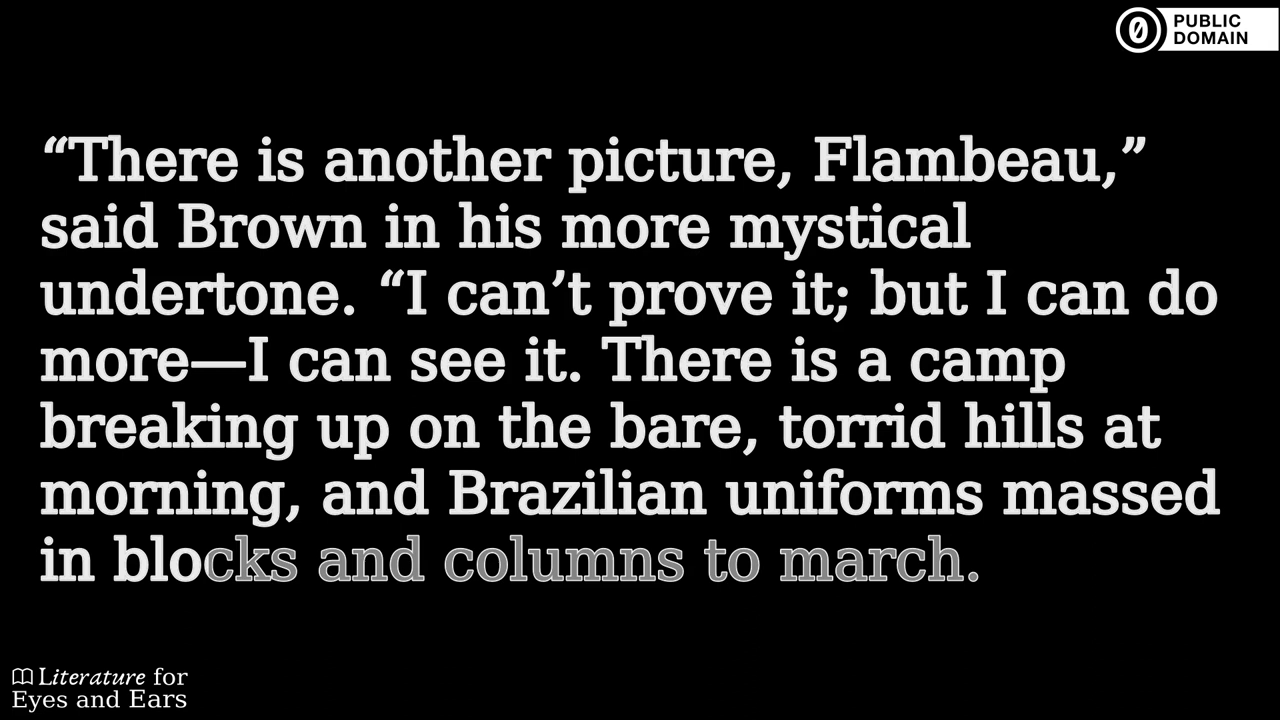 PUBLIC
DOMAIN
“There is another picture, Flambeau,”
said Brown in his more mystical
undertone. “I can’t prove it; but I can do
more—I can see it. There is a camp
breaking up on the bare, torrid hills at
morning, and Brazilian uniforms massed
in blocks and columns to march.
Literature for
Eyes and Ears